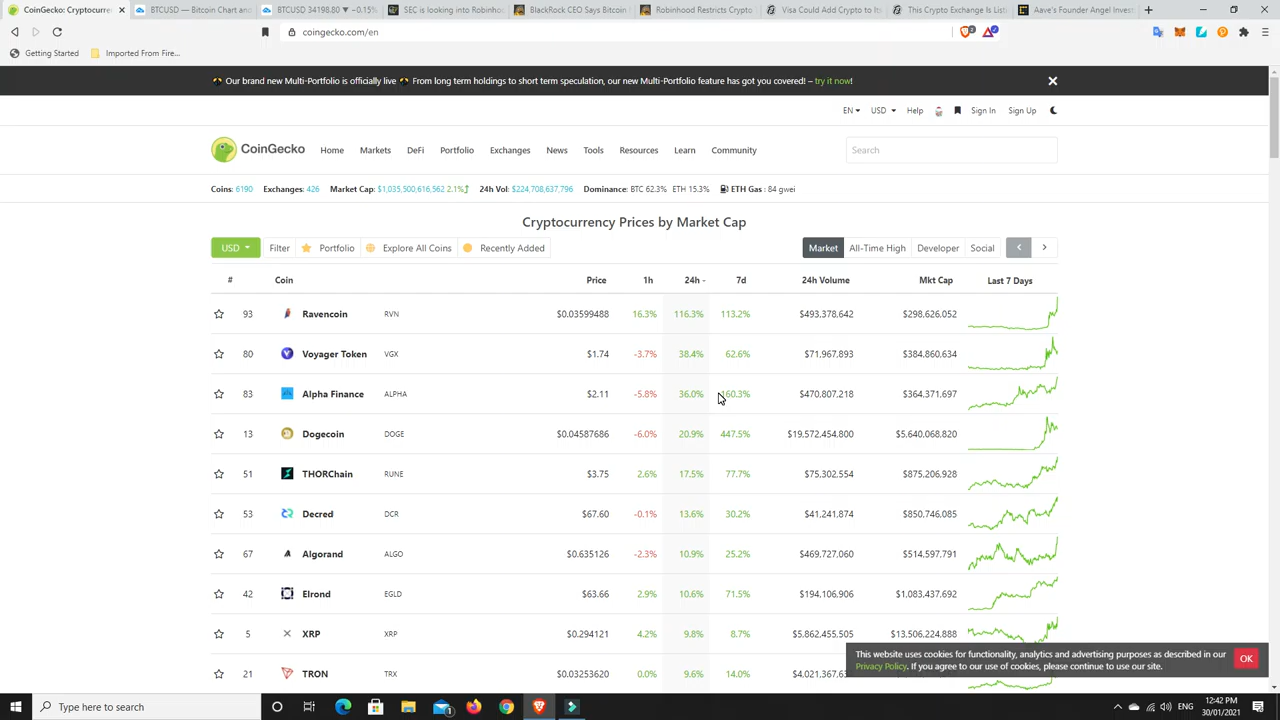 CoinGecko: Cryptocurren
BTCUSD — Bitcoin Chart and
BTCUSD 34198.80 ▼ −0.15%
SEC is looking into Robinhoo
BlackRock CEO Says Bitcoin
Robinhood Restricts Crypto
Visa Could Add Crypto to It
This Crypto Exchange Is List
Aave's Founder Angel Inves
coingecko.com/en
Getting Started
Imported From Fire...
Our brand new Multi-Portfolio is officially live From long term holdings to short term speculation, our new Multi-Portfolio feature has got you covered! – try it now!
EN USD Help Sign In Sign Up
CoinGecko Home Markets DeFi Portfolio Exchanges News Tools Resources Learn Community Search
Coins: 6190 Exchanges: 426 Market Cap: $1,035,500,616,562 2.1% 24h Vol: $224,708,637,796 Dominance: BTC 62.3% ETH 15.3% ETH Gas : 84 gwei
Cryptocurrency Prices by Market Cap
USD Filter Portfolio Explore All Coins Recently Added Market All-Time High Developer Social
# Coin Price 1h 24h 7d 24h Volume Mkt Cap Last 7 Days
93 Ravencoin RVN $0.03599488 16.3% 116.3% 113.2% $493,378,642 $298,626,052
80 Voyager Token VGX $1.74 -3.7% 38.4% 62.6% $71,967,893 $384,860,634
83 Alpha Finance ALPHA $2.11 -5.8% 36.0% $470,807,218 $364,371,697
13 Dogecoin DOGE $0.04587686 -6.0% 20.9% 447.5% $19,572,454,800 $5,640,068,820
51 THORChain RUNE $3.75 2.6% 17.5% 77.7% $75,302,554 $875,206,928
53 Decred DCR $67.60 -0.1% 13.6% 30.2% $41,241,874 $850,746,085
67 Algorand ALGO $0.635126 -2.3% 10.9% 25.2% $469,727,060 $514,597,791
42 Elrond EGLD $63.66 2.9% 10.6% 71.5% $194,106,906 $1,083,437,692
5 XRP XRP $0.294121 4.2% 9.8% 8.7% $5,862,455,505 $13,506,224,888
21 TRON TRX $0.03253620 0.0% 9.6% 14.0%
This website uses cookies for functionality, analytics and advertising purposes as described in our
Privacy Policy. If you agree to our use of cookies, please continue to use our site.
OK
Type here to search
ENG
12:42 PM
30/01/2021